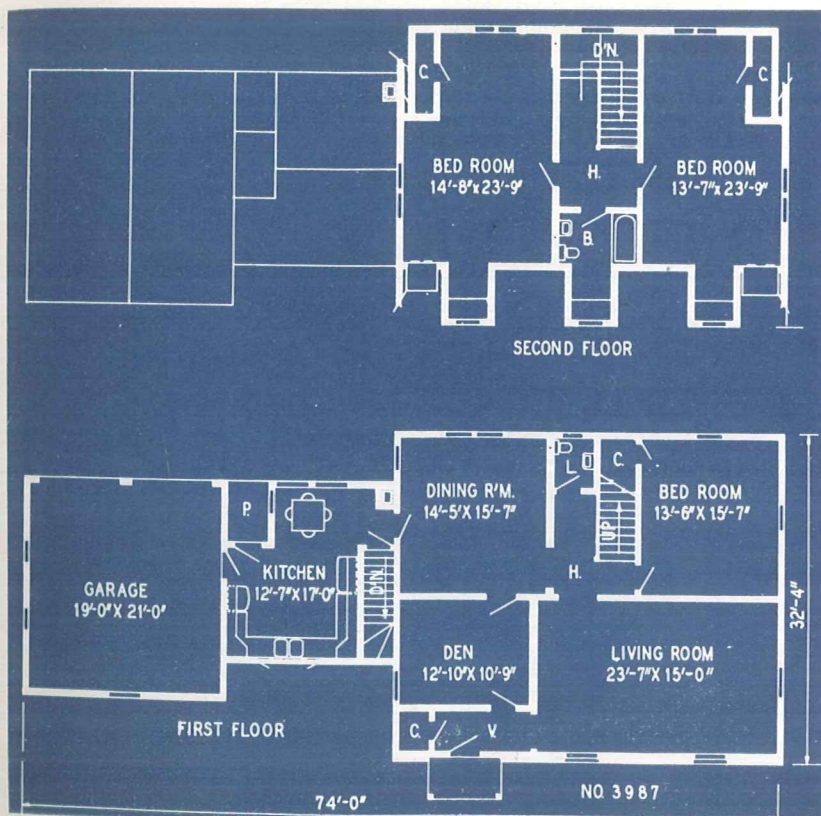 D'N.
C.
C.
BED ROOM
14'-8"x 23'-9"
H.
BED ROOM
13'-7"x 23'-9"
B.
SECOND FLOOR
DINING R'M.
14'-5' X 15'-7"
L.
C.
BED ROOM
13'-6"X 15'-7"
P.
UP
KITCHEN
12'-7"X 17'-0"
D'N.
H.
GARAGE
19'-0"X 21'-0"
32'-4"
DEN
12'-10"X 10'-9"
LIVING ROOM
23'-7"X 15'-0"
C.
V.
FIRST FLOOR
74'-0"
NO. 3987